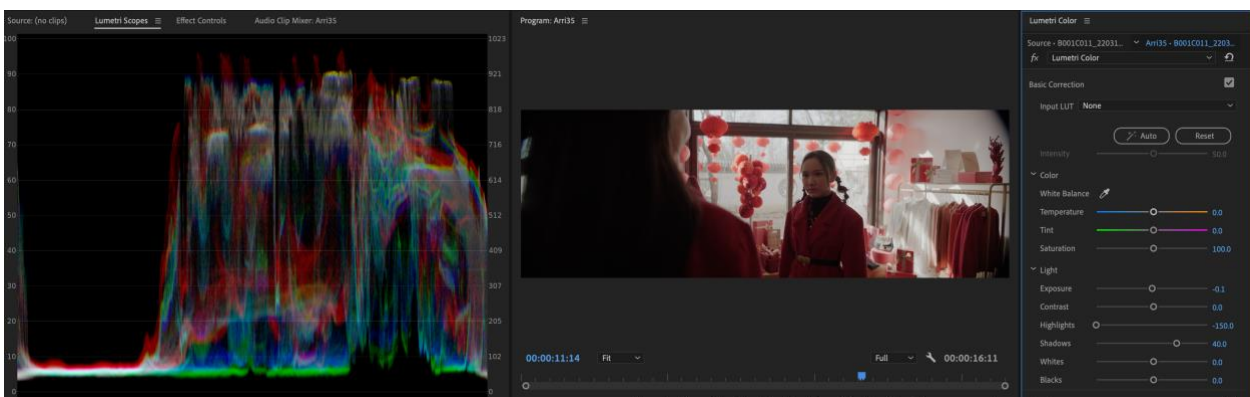 Source: (no clips)
Lumetri Scopes
Effect Controls
Audio Clip Mixer: Arri35
100
90
80
70
60
50
40
30
20
10
0
1023
921
818
716
614
512
409
307
205
102
0
Program: Arri35
00:00:11:14
Fit
Full
00:00:16:11
Lumetri Color
Source - B001C011_22031...
Arri35 - B001C011_2203...
fx Lumetri Color
Basic Correction
Input LUT None
Auto Reset
Intensity 50.0
Color
White Balance
Temperature 0.0
Tint 0.0
Saturation 100.0
Light
Exposure -0.1
Contrast 0.0
Highlights -150.0
Shadows 40.0
Whites 0.0
Blacks 0.0